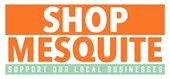 SHOP
MESQUITE
SUPPORT OUR LOCAL BUSINESSES